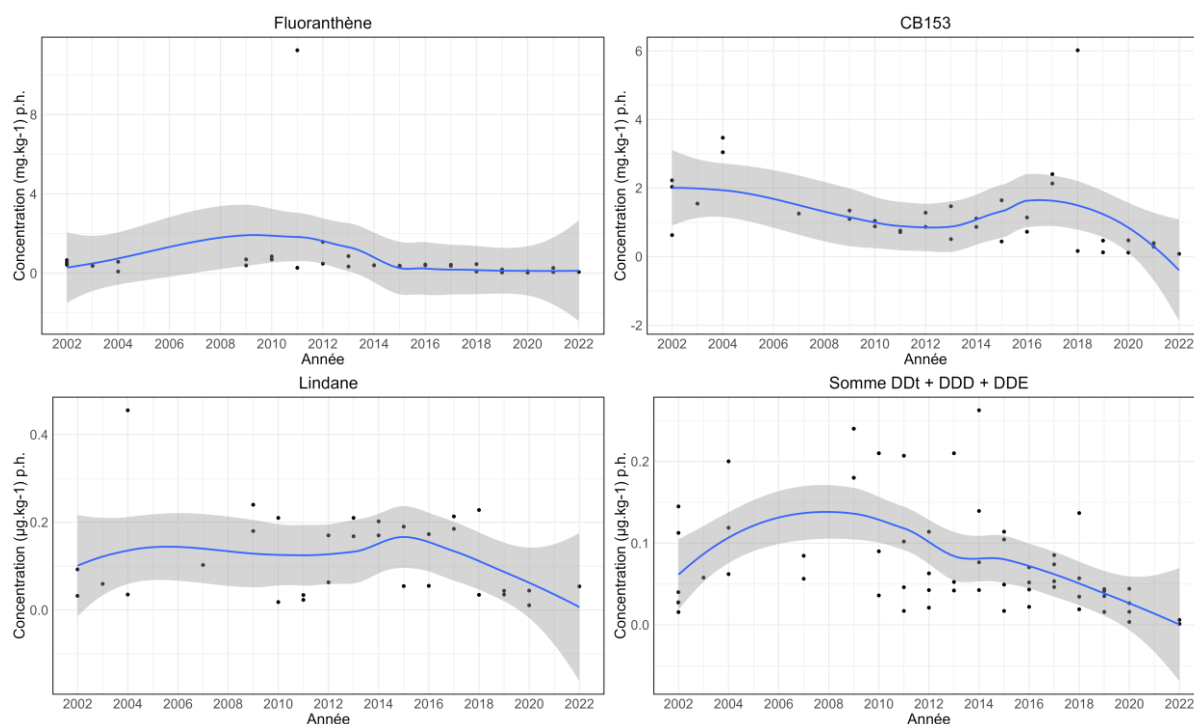 Fluoranthène
Concentration (mg.kg-1) p.h.
8
4
0
2002 2004 2006 2008 2010 2012 2014 2016 2018 2020 2022
Année
CB153
Concentration (mg.kg-1) p.h.
6
4
2
0
-2
2002 2004 2006 2008 2010 2012 2014 2016 2018 2020 2022
Année
Lindane
Concentration (µg.kg-1) p.h.
0.4
0.2
0.0
2002 2004 2006 2008 2010 2012 2014 2016 2018 2020 2022
Année
Somme DDt + DDD + DDE
Concentration (µg.kg-1) p.h.
0.2
0.1
0.0
2002 2004 2006 2008 2010 2012 2014 2016 2018 2020 2022
Année